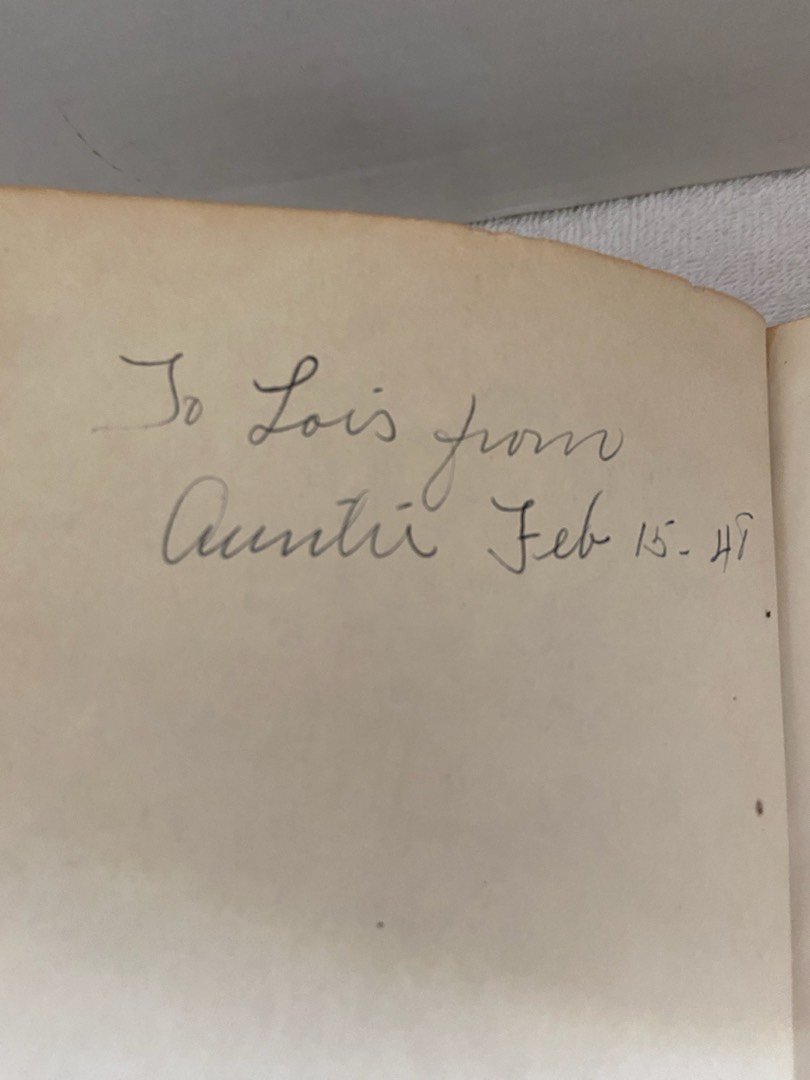 To Lois from
Auntie Feb 15-